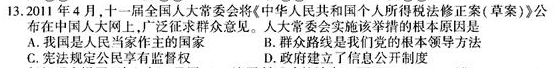 13.2011年4月,十一届全国人大常委会将《中华人民共和国个人所得税法修正案(草案)》公
布在中国人大网上,广泛征求群众意见。人大常委会实施该举措的根本原因是
A.我国是人民当家作主的国家 B.群众路线是我们党的根本领导方法
C.宪法规定公民享有监督权 D.政府建立了信息公开制度